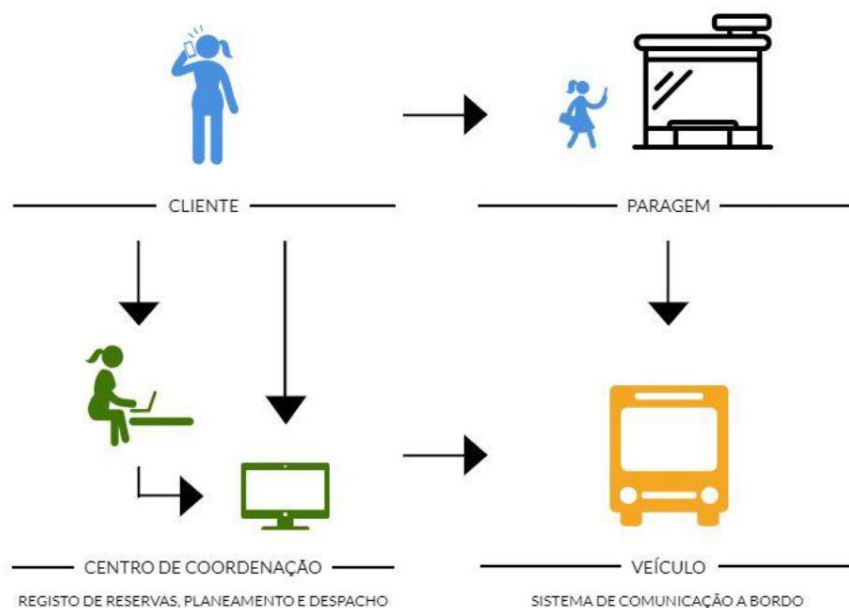 CLIENTE
PARAGEM
CENTRO DE COORDENAÇÃO
REGISTO DE RESERVAS, PLANEAMENTO E DESPACHO
VEÍCULO
SISTEMA DE COMUNICAÇÃO A BORDO